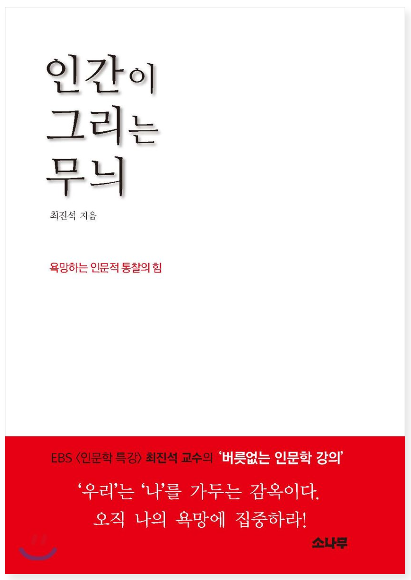 인간이
그리는
무늬
최진석 지음
욕망하는 인문적 통찰의 힘
EBS 〈인문학 특강〉 최진석 교수의 ‘버릇없는 인문학 강의’
‘우리’는 ‘나’를 가두는 감옥이다.
오직 나의 욕망에 집중하라!
소나무